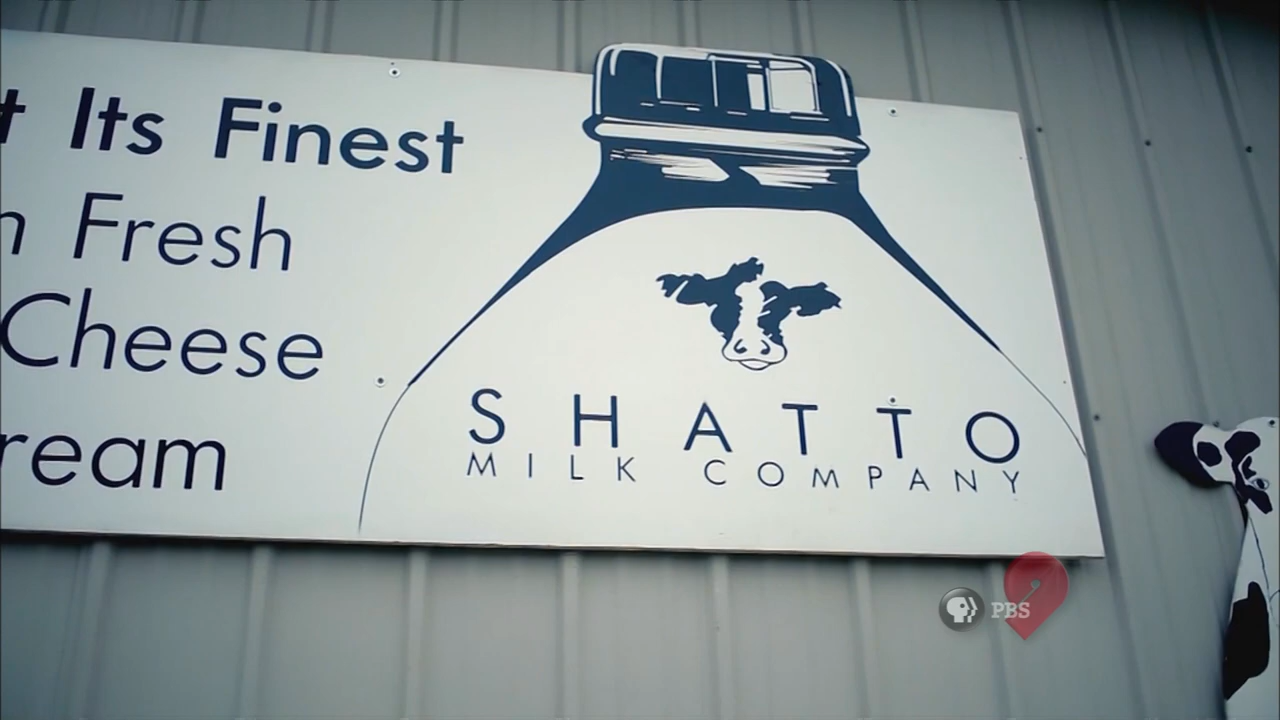 Its Finest
Fresh
Cheese
ream
SHATTO
MILK COMPANY
PBS